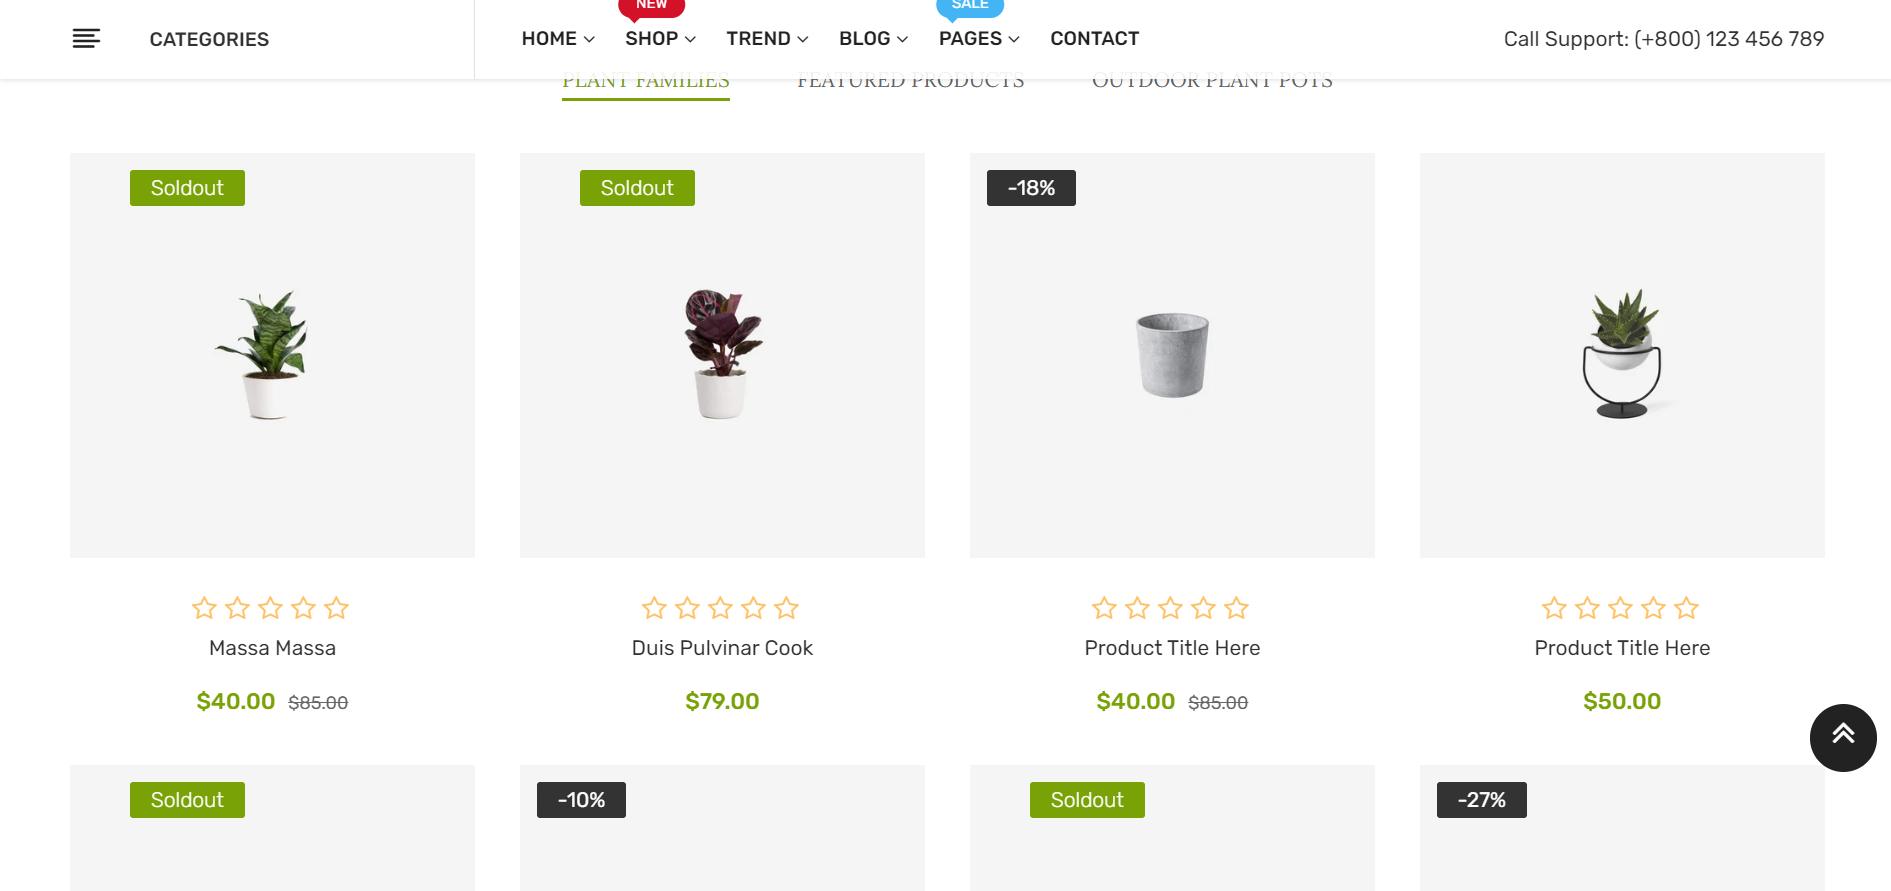 NEW
SALE
CATEGORIES
HOME SHOP TREND BLOG PAGES CONTACT
Call Support: (+800) 123 456 789
PLANT FAMILIES FEATURED PRODUCTS OUTDOOR PLANT POTS
Soldout Soldout -18%
Massa Massa Duis Pulvinar Cook Product Title Here Product Title Here
$40.00 $85.00 $79.00 $40.00 $85.00 $50.00
Soldout -10% Soldout -27%